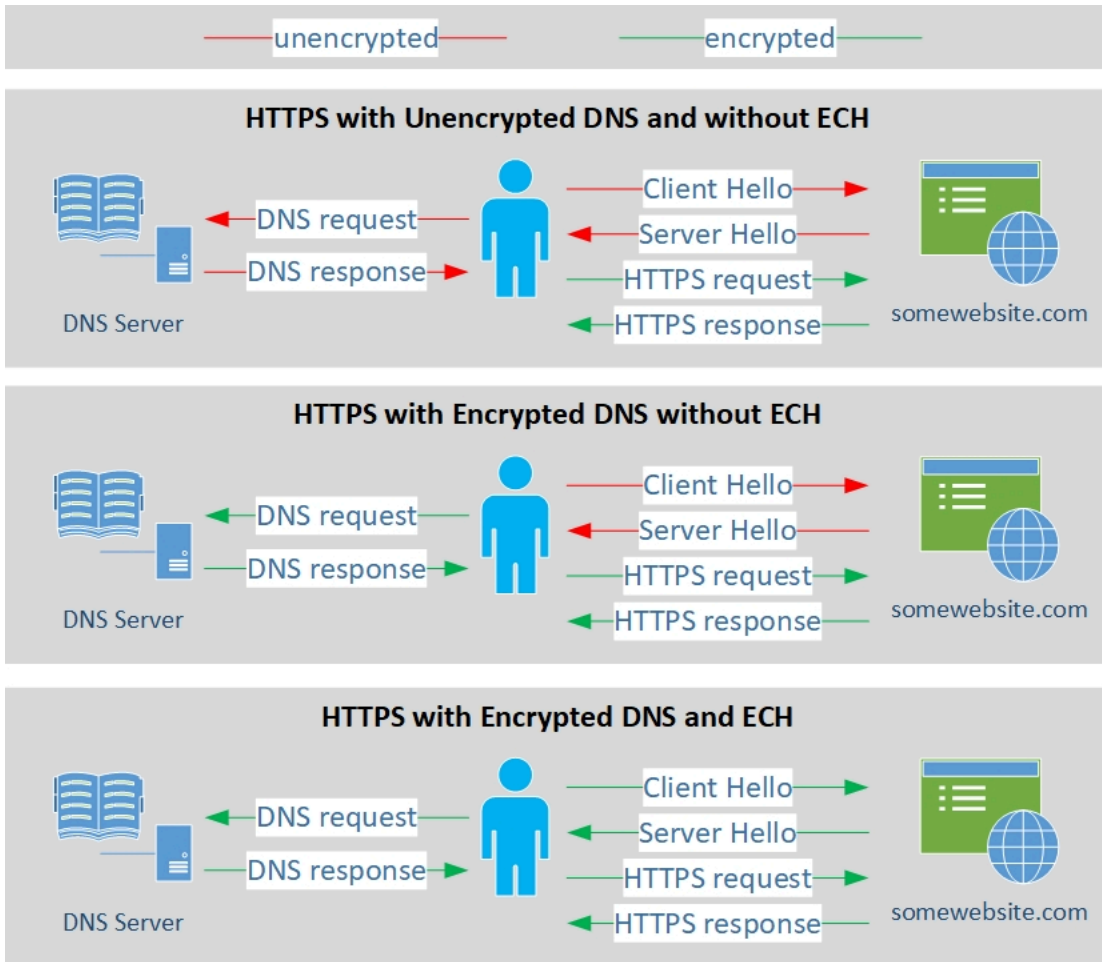 unencrypted
encrypted
HTTPS with Unencrypted DNS and without ECH
DNS request
DNS response
DNS Server
Client Hello
Server Hello
HTTPS request
HTTPS response
somewebsite.com
HTTPS with Encrypted DNS without ECH
DNS request
DNS response
DNS Server
Client Hello
Server Hello
HTTPS request
HTTPS response
somewebsite.com
HTTPS with Encrypted DNS and ECH
DNS request
DNS response
DNS Server
Client Hello
Server Hello
HTTPS request
HTTPS response
somewebsite.com